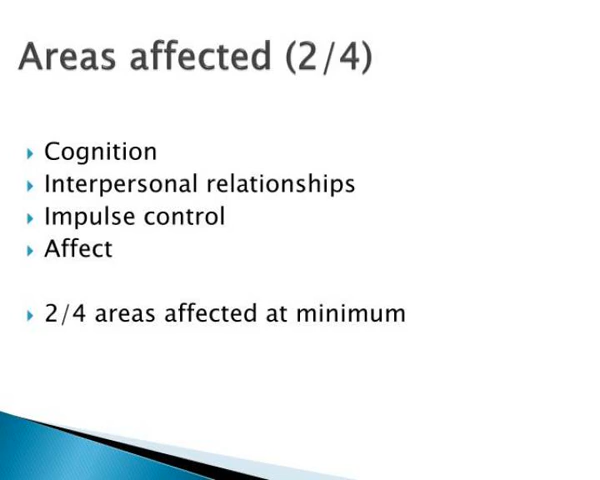 Areas affected (2/4)
Cognition
Interpersonal relationships
Impulse control
Affect
2/4 areas affected at minimum